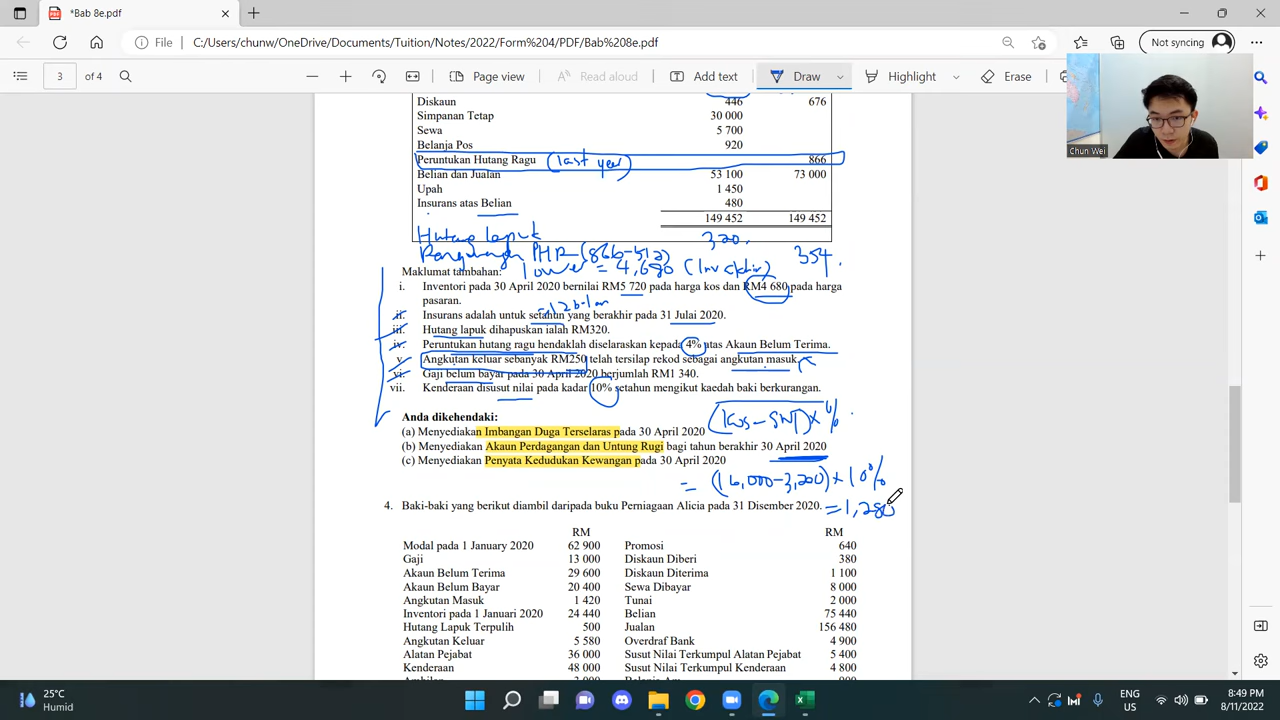 *Bab 8e.pdf
File C:/Users/chunw/OneDrive/Documents/Tuition/Notes/2022/Form%204/PDF/Bab%208e.pdf Not syncing
3 of 4 Page view Read aloud Add text Draw Highlight Erase
Chun Wei
Diskaun 446 676
Simpanan Tetap 30 000
Sewa 5 700
Belanja Pos 920
Peruntukan Hutang Ragu (last year) 866
Belian dan Jualan 53 100 73 000
Upah 1 450
Insurans atas Belian 480
149 452 149 452
Hutang lapuk 320
Pengurangan PHR (866-512) 354
lower = 4,680 (Inv akhir)
Maklumat tambahan:
i. Inventori pada 30 April 2020 bernilai RM5 720 pada harga kos dan RM4 680 pada harga
pasaran.
=12 bulan
ii. Insurans adalah untuk setahun yang berakhir pada 31 Julai 2020.
iii. Hutang lapuk dihapuskan ialah RM320.
iv. Peruntukan hutang ragu hendaklah diselaraskan kepada 4% atas Akaun Belum Terima.
v. Angkutan keluar sebanyak RM250 telah tersilap rekod sebagai angkutan masuk.
vi. Gaji belum bayar pada 30 April 2020 berjumlah RM1 340.
vii. Kenderaan disusut nilai pada kadar 10% setahun mengikut kaedah baki berkurangan.
Anda dikehendaki:
(kos - SNT) × %
(a) Menyediakan Imbangan Duga Terselaras pada 30 April 2020
(b) Menyediakan Akaun Perdagangan dan Untung Rugi bagi tahun berakhir 30 April 2020
(c) Menyediakan Penyata Kedudukan Kewangan pada 30 April 2020
= (16,000-3,200) × 10%
4. Baki-baki yang berikut diambil daripada buku Perniagaan Alicia pada 31 Disember 2020.
= 1,280
RM RM
Modal pada 1 January 2020 62 900 Promosi 640
Gaji 13 000 Diskaun Diberi 380
Akaun Belum Terima 29 600 Diskaun Diterima 1 100
Akaun Belum Bayar 20 400 Sewa Dibayar 8 000
Angkutan Masuk 1 420 Tunai 2 000
Inventori pada 1 Januari 2020 24 440 Belian 75 440
Hutang Lapuk Terpulih 500 Jualan 156 480
Angkutan Keluar 5 580 Overdraf Bank 4 900
Alatan Pejabat 36 000 Susut Nilai Terkumpul Alatan Pejabat 5 400
Kenderaan 48 000 Susut Nilai Terkumpul Kenderaan 4 800
25°C
Humid
ENG
US
8:49 PM
8/11/2022